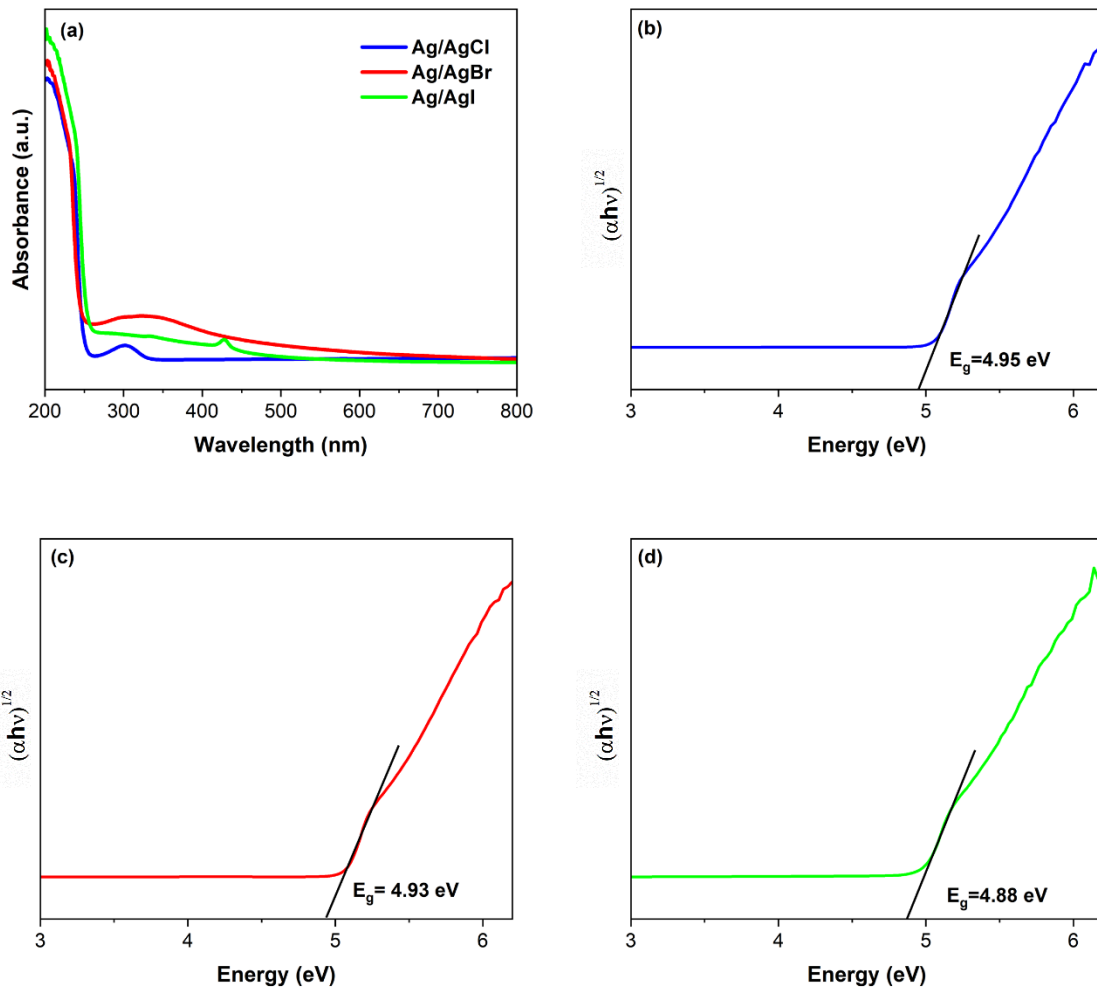 (a)
Ag/AgCl
Ag/AgBr
Ag/AgI
Absorbance (a.u.)
200 300 400 500 600 700 800
Wavelength (nm)
(b)
(αhν)^1/2
E_g=4.95 eV
3 4 5 6
Energy (eV)
(c)
(αhν)^1/2
E_g= 4.93 eV
3 4 5 6
Energy (eV)
(d)
(αhν)^1/2
E_g=4.88 eV
3 4 5 6
Energy (eV)